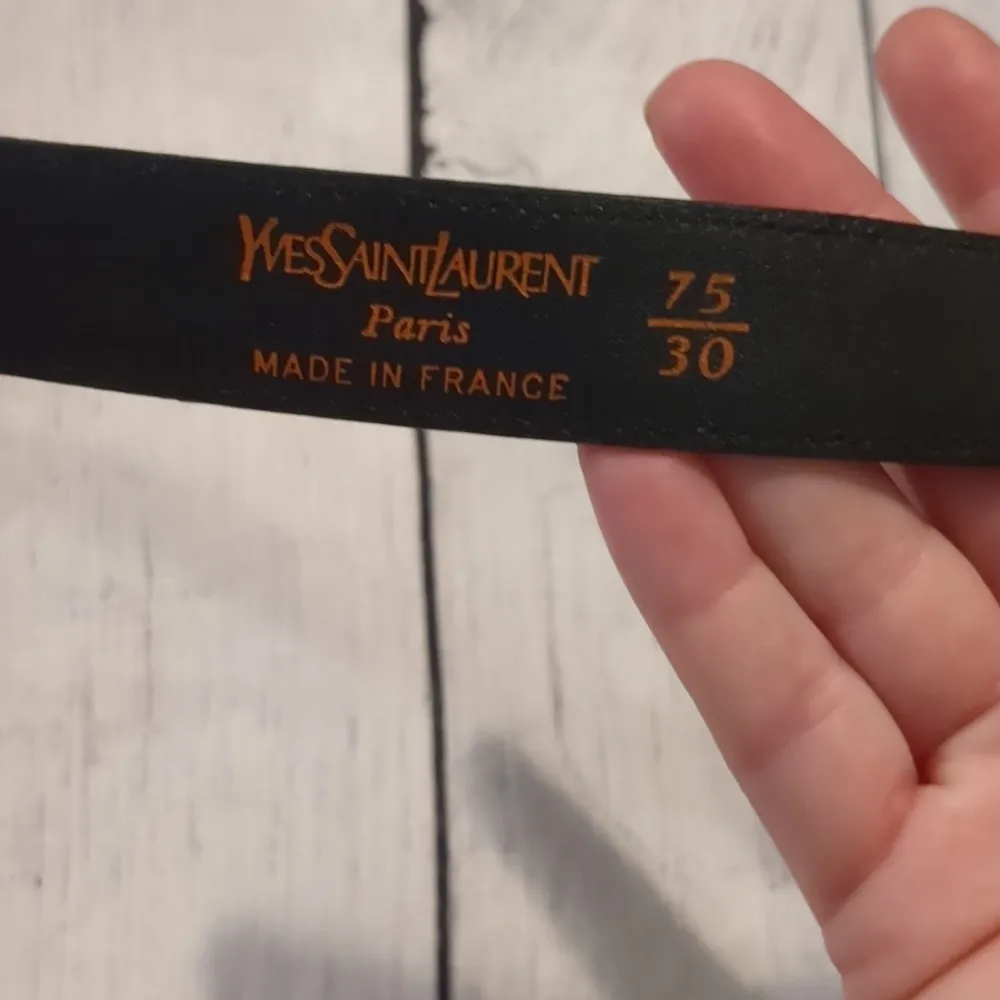 YVESSAINTLAURENT
Paris
MADE IN FRANCE
75
30